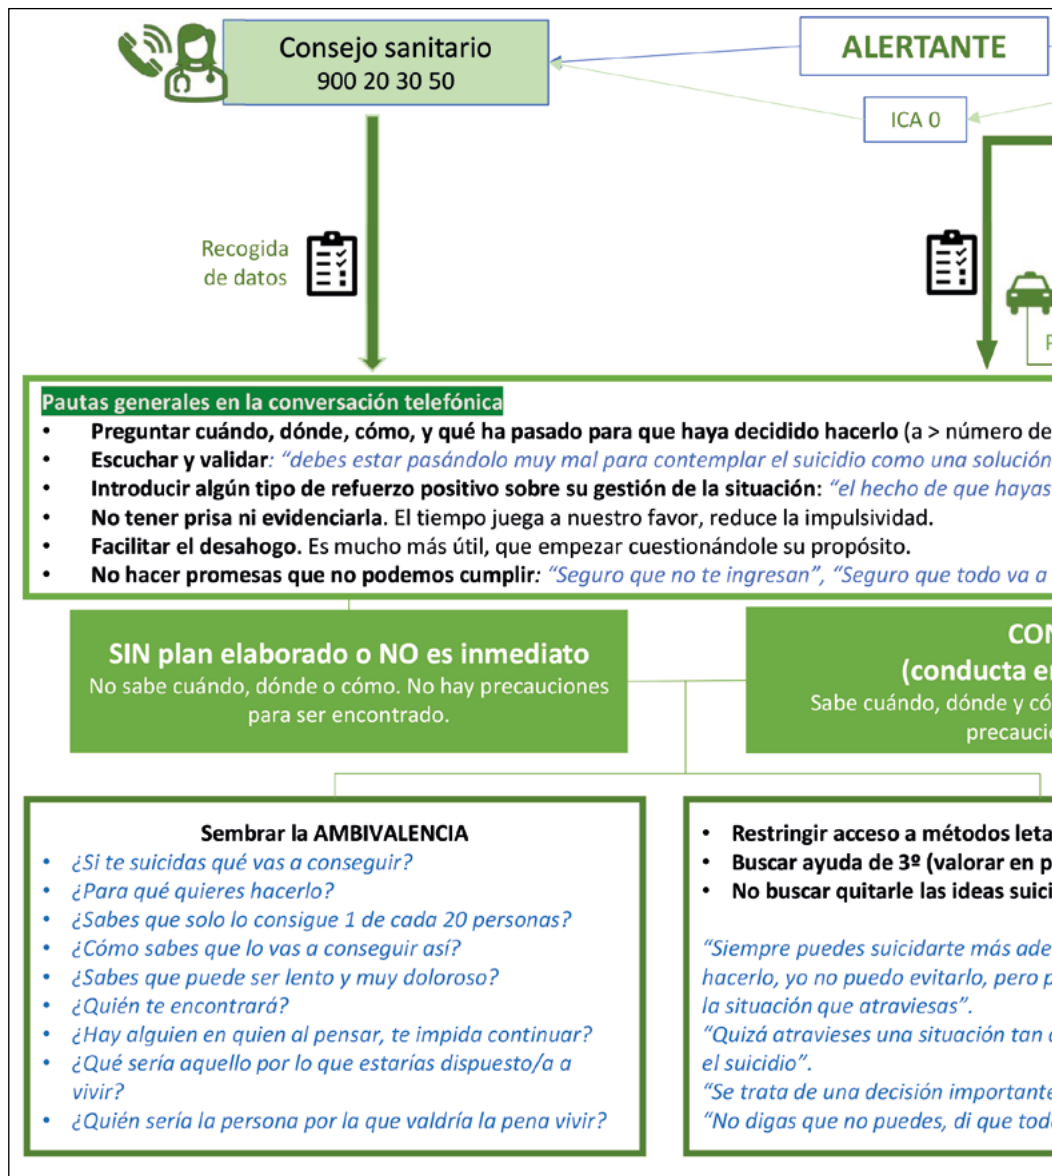 Consejo sanitario
900 20 30 50
ALERTANTE
ICA 0
Recogida
de datos
Pautas generales en la conversación telefónica
• Preguntar cuándo, dónde, cómo, y qué ha pasado para que haya decidido hacerlo (a > número de
• Escuchar y validar: “debes estar pasándolo muy mal para contemplar el suicidio como una solución
• Introducir algún tipo de refuerzo positivo sobre su gestión de la situación: “el hecho de que hayas
• No tener prisa ni evidenciarla. El tiempo juega a nuestro favor, reduce la impulsividad.
• Facilitar el desahogo. Es mucho más útil, que empezar cuestionándole su propósito.
• No hacer promesas que no podemos cumplir: “Seguro que no te ingresan”, “Seguro que todo va a
SIN plan elaborado o NO es inmediato
No sabe cuándo, dónde o cómo. No hay precauciones
para ser encontrado.
CON
(conducta en
Sabe cuándo, dónde y có
precaucio
Sembrar la AMBIVALENCIA
• ¿Si te suicidas qué vas a conseguir?
• ¿Para qué quieres hacerlo?
• ¿Sabes que solo lo consigue 1 de cada 20 personas?
• ¿Cómo sabes que lo vas a conseguir así?
• ¿Sabes que puede ser lento y muy doloroso?
• ¿Quién te encontrará?
• ¿Hay alguien en quien al pensar, te impida continuar?
• ¿Qué sería aquello por lo que estarías dispuesto/a a
vivir?
• ¿Quién sería la persona por la que valdría la pena vivir?
• Restringir acceso a métodos leta
• Buscar ayuda de 3º (valorar en p
• No buscar quitarle las ideas suici
“Siempre puedes suicidarte más ade
hacerlo, yo no puedo evitarlo, pero p
la situación que atraviesas”.
“Quizá atravieses una situación tan
el suicidio”.
“Se trata de una decisión importante
“No digas que no puedes, di que tod